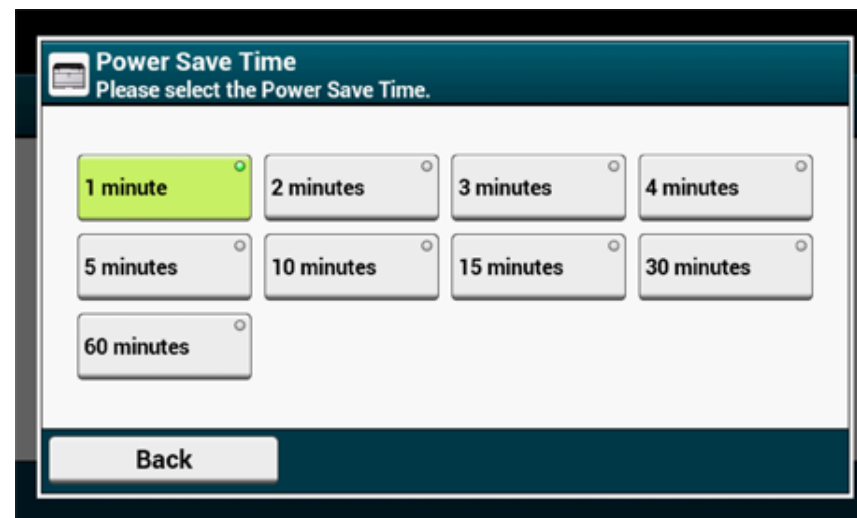 Power Save Time
Please select the Power Save Time.
1 minute
2 minutes
3 minutes
4 minutes
5 minutes
10 minutes
15 minutes
30 minutes
60 minutes
Back